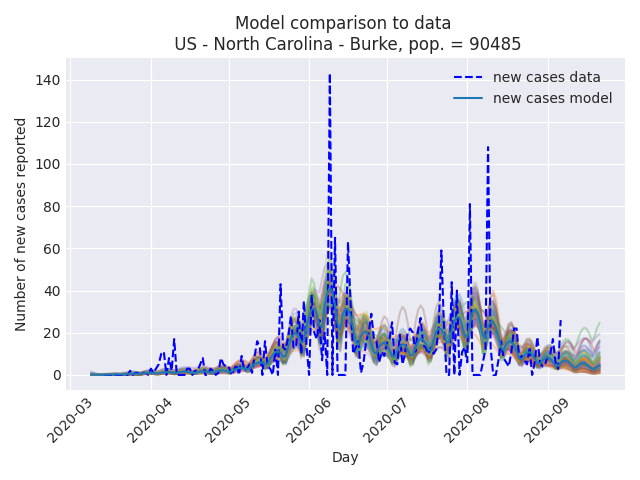 Model comparison to data
US - North Carolina - Burke, pop. = 90485
new cases data
new cases model
Number of new cases reported
140
120
100
80
60
40
20
0
2020-03
2020-04
2020-05
2020-06
2020-07
2020-08
2020-09
Day